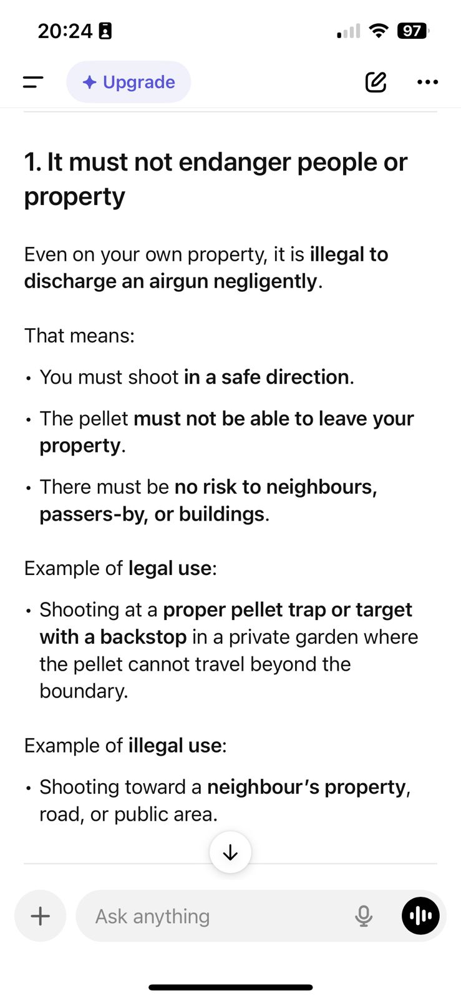 20:24
97
Upgrade
1. It must not endanger people or
property
Even on your own property, it is illegal to
discharge an airgun negligently.
That means:
• You must shoot in a safe direction.
• The pellet must not be able to leave your
property.
• There must be no risk to neighbours,
passers-by, or buildings.
Example of legal use:
• Shooting at a proper pellet trap or target
with a backstop in a private garden where
the pellet cannot travel beyond the
boundary.
Example of illegal use:
• Shooting toward a neighbour’s property,
road, or public area.
Ask anything